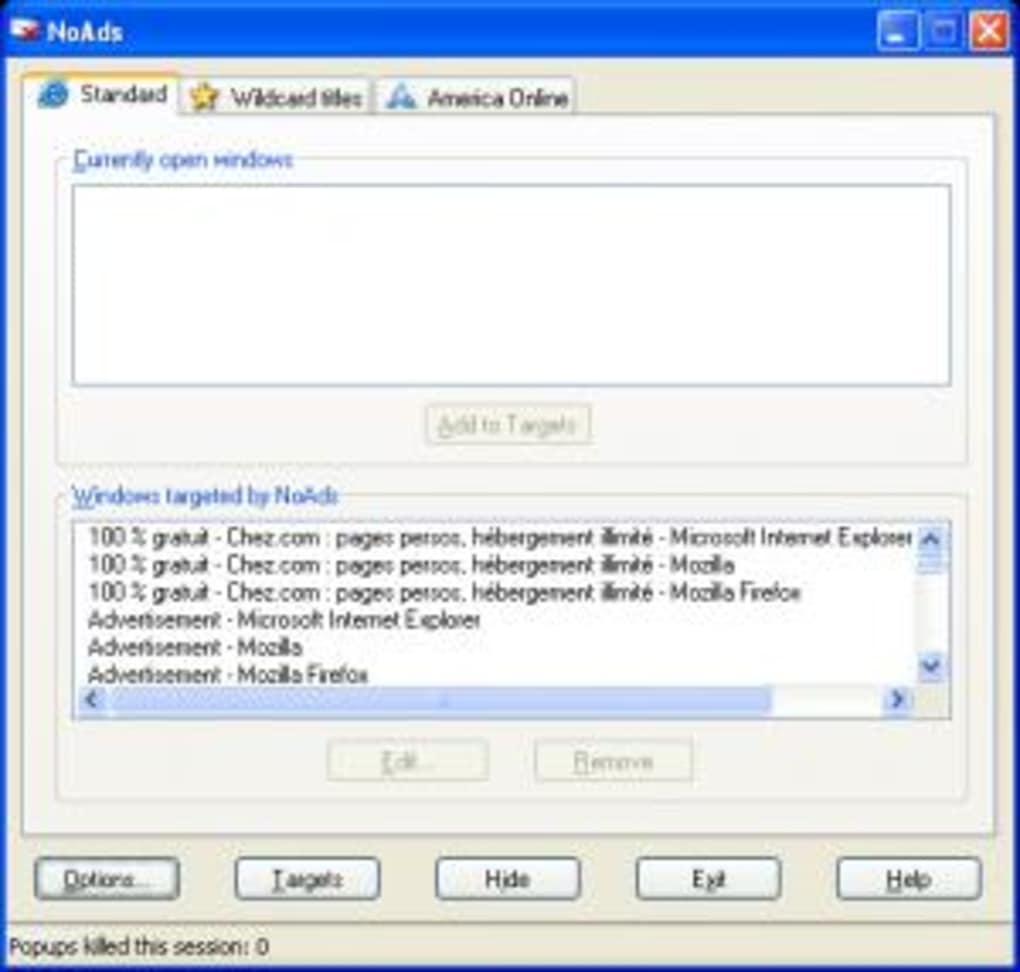 NoAds
Standard Wildcard titles America Online
Currently open windows
Add to Targets
Windows targeted by NoAds
100 % gratuit - Chez.com : pages persos, hébergement illimité - Microsoft Internet Explorer
100 % gratuit - Chez.com : pages persos, hébergement illimité - Mozilla
100 % gratuit - Chez.com : pages persos, hébergement illimité - Mozilla Firefox
Advertisement - Microsoft Internet Explorer
Advertisement - Mozilla
Advertisement - Mozilla Firefox
Edit... Remove
Options... Targets Hide Exit Help
Popups killed this session: 0